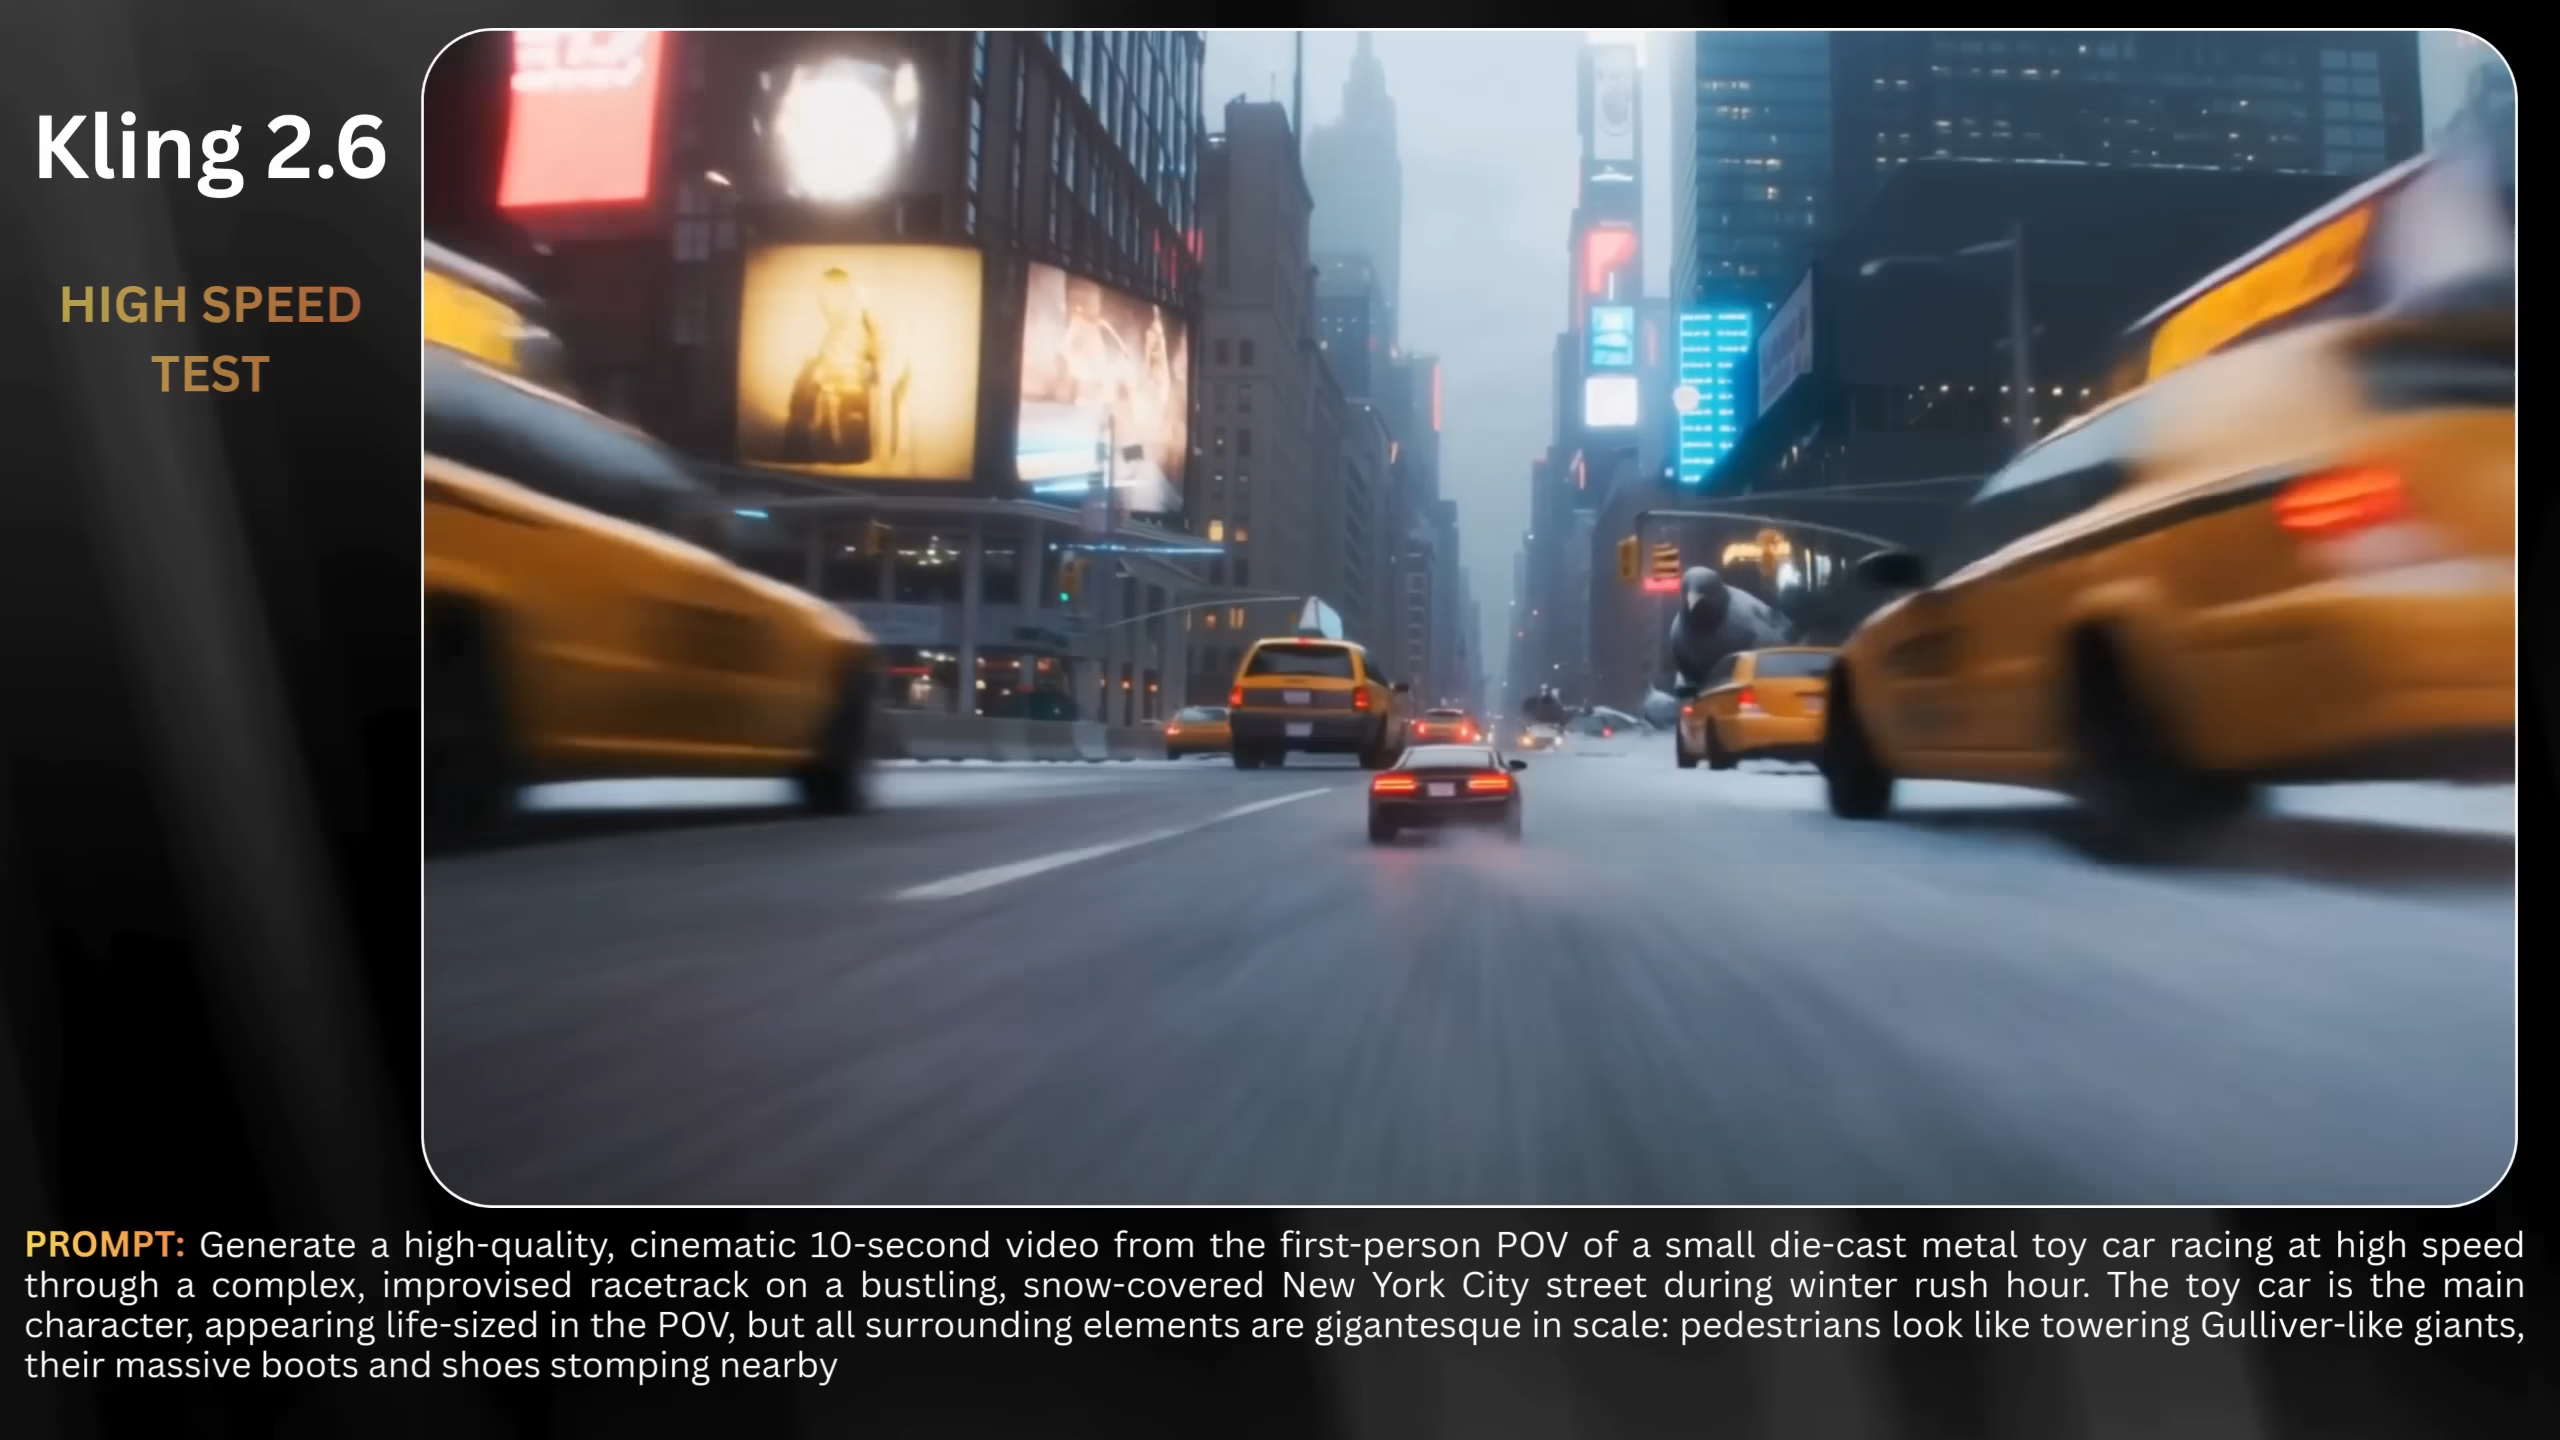 Kling 2.6
HIGH SPEED
TEST
PROMPT: Generate a high-quality, cinematic 10-second video from the first-person POV of a small die-cast metal toy car racing at high speed
through a complex, improvised racetrack on a bustling, snow-covered New York City street during winter rush hour. The toy car is the main
character, appearing life-sized in the POV, but all surrounding elements are gigantesque in scale: pedestrians look like towering Gulliver-like giants,
their massive boots and shoes stomping nearby